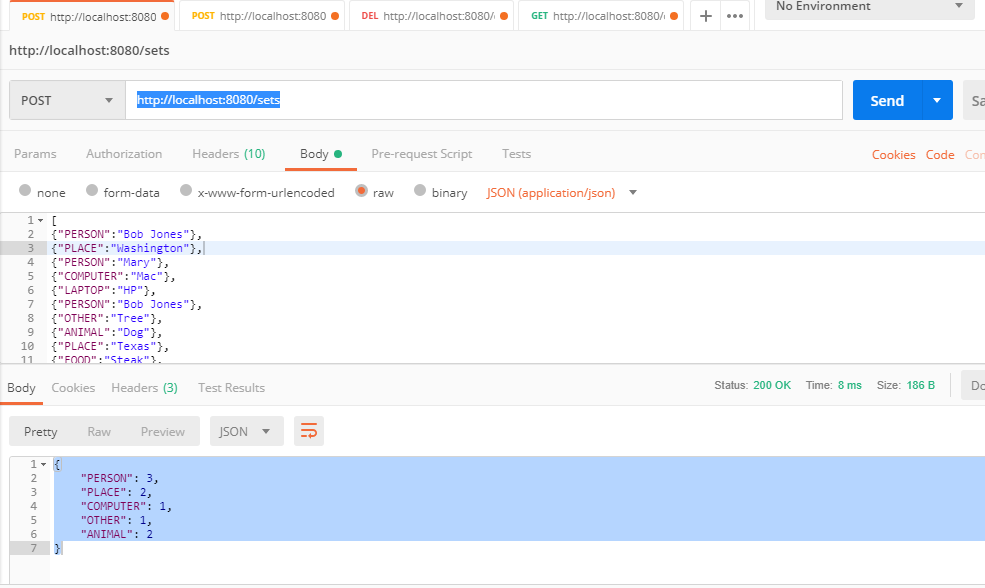 POST http://localhost:8080 POST http://localhost:8080 DEL http://localhost:8080/ GET http://localhost:8080/ + ••• No Environment
http://localhost:8080/sets
POST http://localhost:8080/sets Send Sa
Params Authorization Headers (10) Body Pre-request Script Tests Cookies Code Com
none form-data x-www-form-urlencoded raw binary JSON (application/json)
1 [
2 {"PERSON":"Bob Jones"},
3 {"PLACE":"Washington"},
4 {"PERSON":"Mary"},
5 {"COMPUTER":"Mac"},
6 {"LAPTOP":"HP"},
7 {"PERSON":"Bob Jones"},
8 {"OTHER":"Tree"},
9 {"ANIMAL":"Dog"},
10 {"PLACE":"Texas"},
11 {"FOOD":"Steak"},
Body Cookies Headers (3) Test Results Status: 200 OK Time: 8 ms Size: 186 B Do
Pretty Raw Preview JSON
1 {
2 "PERSON": 3,
3 "PLACE": 2,
4 "COMPUTER": 1,
5 "OTHER": 1,
6 "ANIMAL": 2
7 }